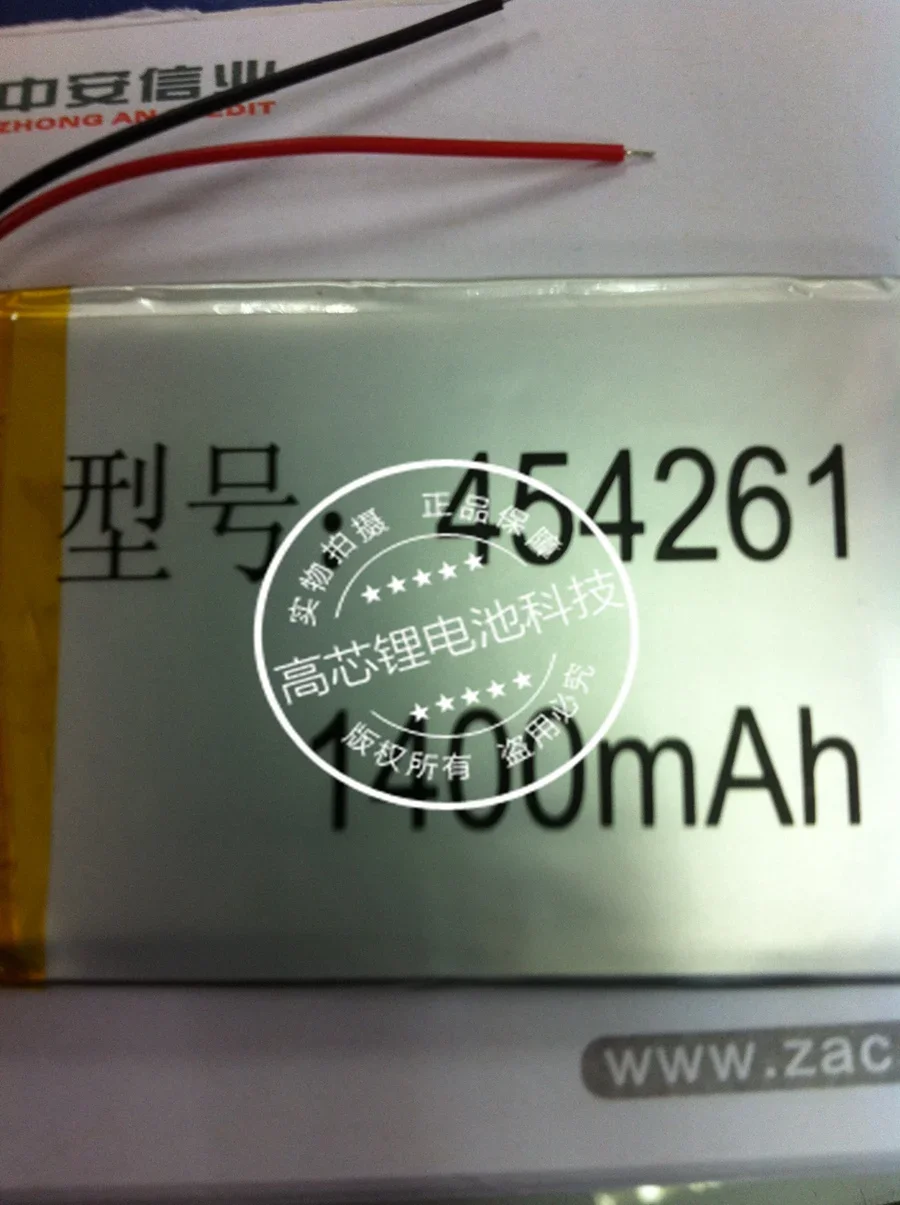 中安信业
ZHONG AN CREDIT
型号: 454261
实物拍摄 正品保障
★★★★★
高芯锂电池科技
★★★★★
版权所有 盗用必究
1400mAh
www.zac